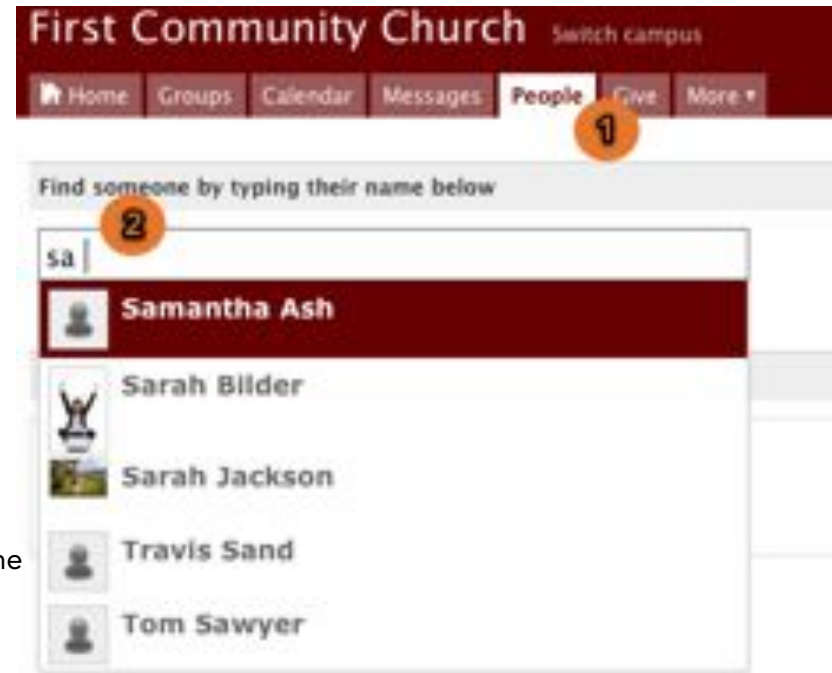 First Community Church Switch campus
Home Groups Calendar Messages People Give More ▾
1
Find someone by typing their name below
2
sa
Samantha Ash
Sarah Bilder
Sarah Jackson
Travis Sand
Tom Sawyer